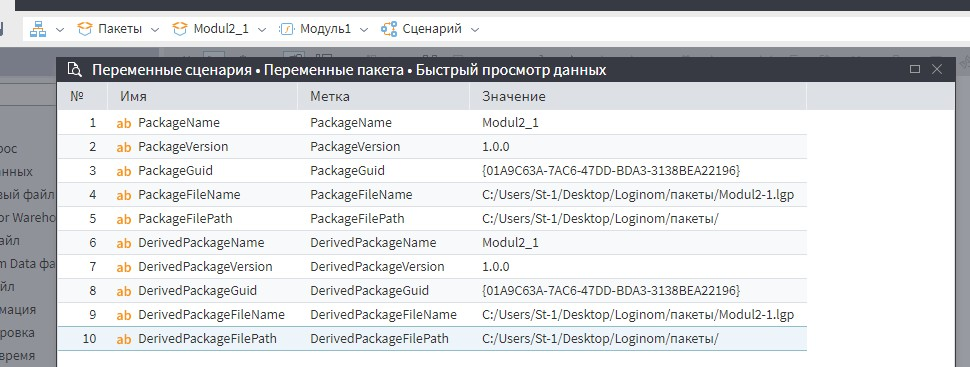 Пакеты Modul2_1 Модуль1 Сценарий
Переменные сценария • Переменные пакета • Быстрый просмотр данных
№ Имя Метка Значение
1 ab PackageName PackageName Modul2_1
2 ab PackageVersion PackageVersion 1.0.0
3 ab PackageGuid PackageGuid {01A9C63A-7AC6-47DD-BDA3-3138BEA22196}
4 ab PackageFileName PackageFileName C:/Users/St-1/Desktop/Loginom/пакеты/Modul2-1.lgp
5 ab PackageFilePath PackageFilePath C:/Users/St-1/Desktop/Loginom/пакеты/
6 ab DerivedPackageName DerivedPackageName Modul2_1
7 ab DerivedPackageVersion DerivedPackageVersion 1.0.0
8 ab DerivedPackageGuid DerivedPackageGuid {01A9C63A-7AC6-47DD-BDA3-3138BEA22196}
9 ab DerivedPackageFileName DerivedPackageFileName C:/Users/St-1/Desktop/Loginom/пакеты/Modul2-1.lgp
10 ab DerivedPackageFilePath DerivedPackageFilePath C:/Users/St-1/Desktop/Loginom/пакеты/
рос
анных
вый файл
or Wareho
айл
m Data фа
йл
мация
ровка
время